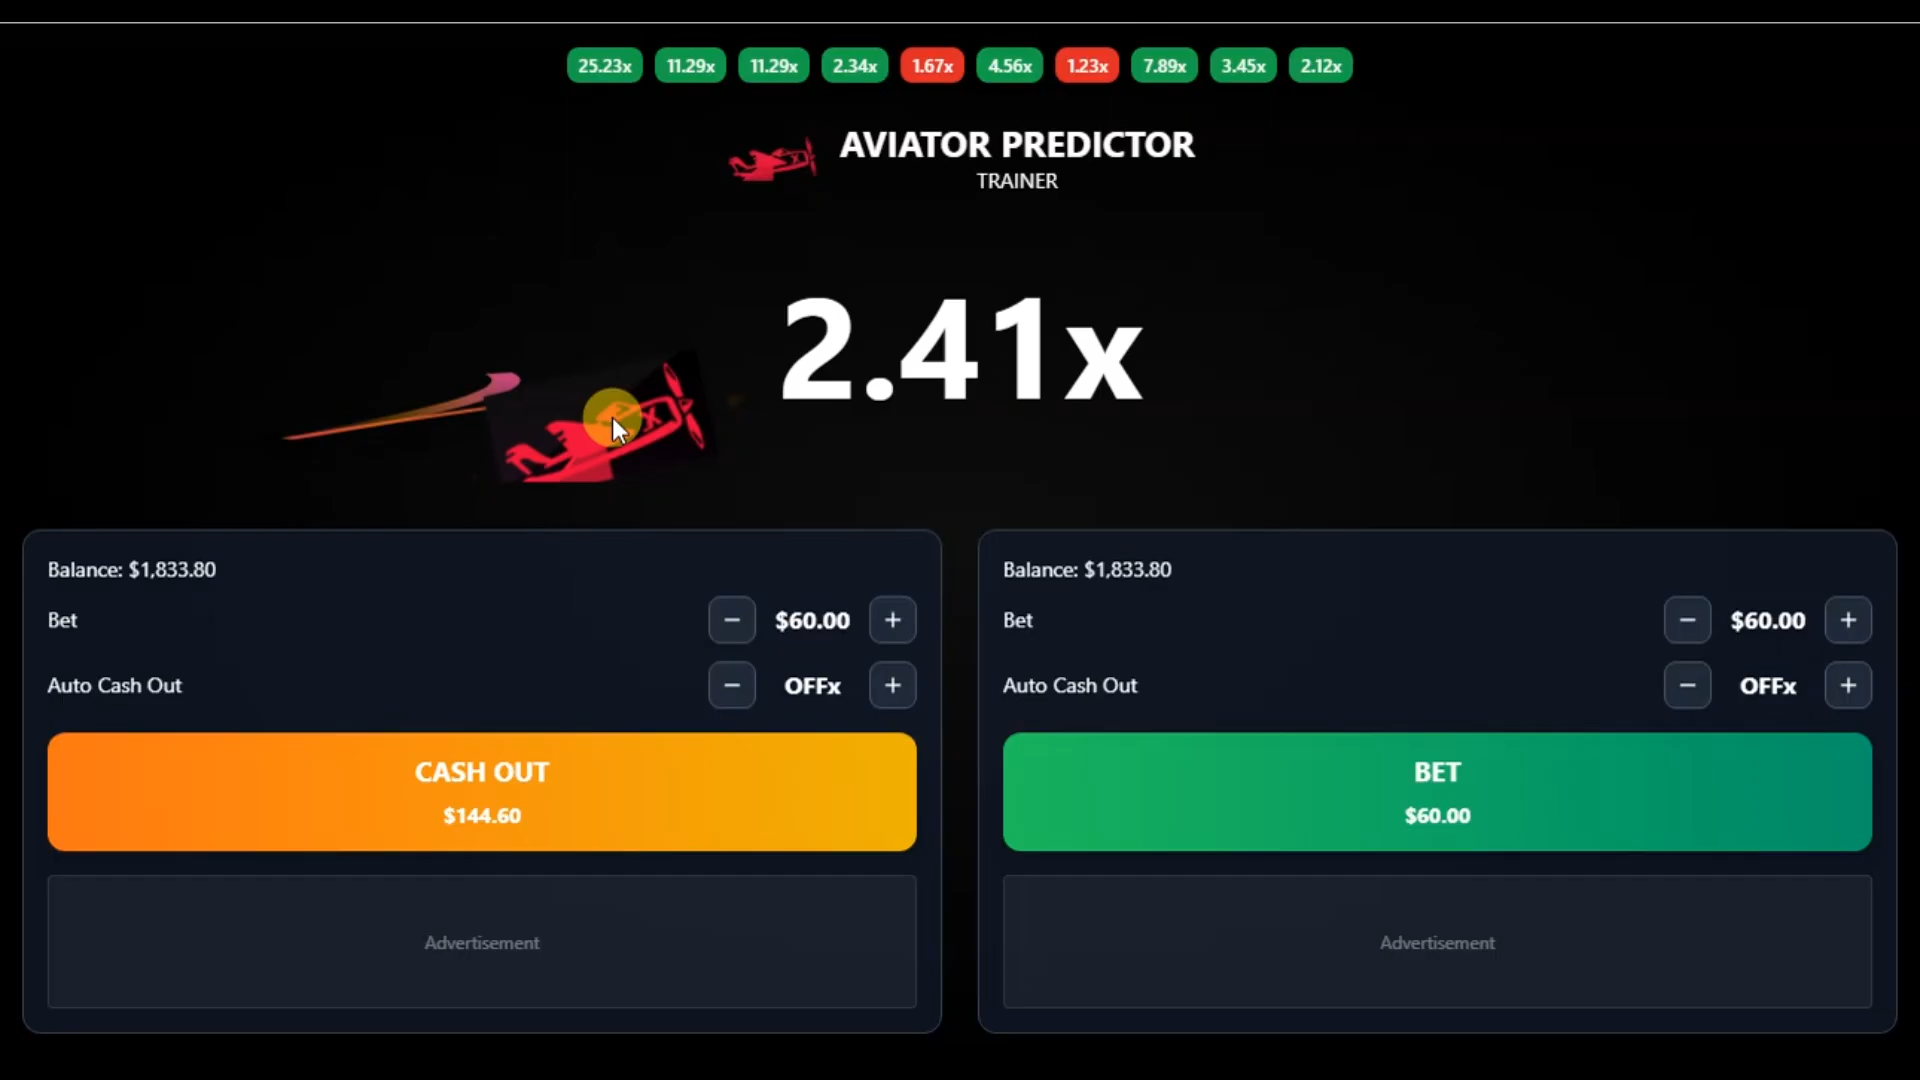 25.23x 11.29x 11.29x 2.34x 1.67x 4.56x 1.23x 7.89x 3.45x 2.12x
AVIATOR PREDICTOR
TRAINER
2.41x
X
Balance: $1,833.80
Bet − $60.00 +
Auto Cash Out − OFFx +
CASH OUT
$144.60
Advertisement
Balance: $1,833.80
Bet − $60.00 +
Auto Cash Out − OFFx +
BET
$60.00
Advertisement